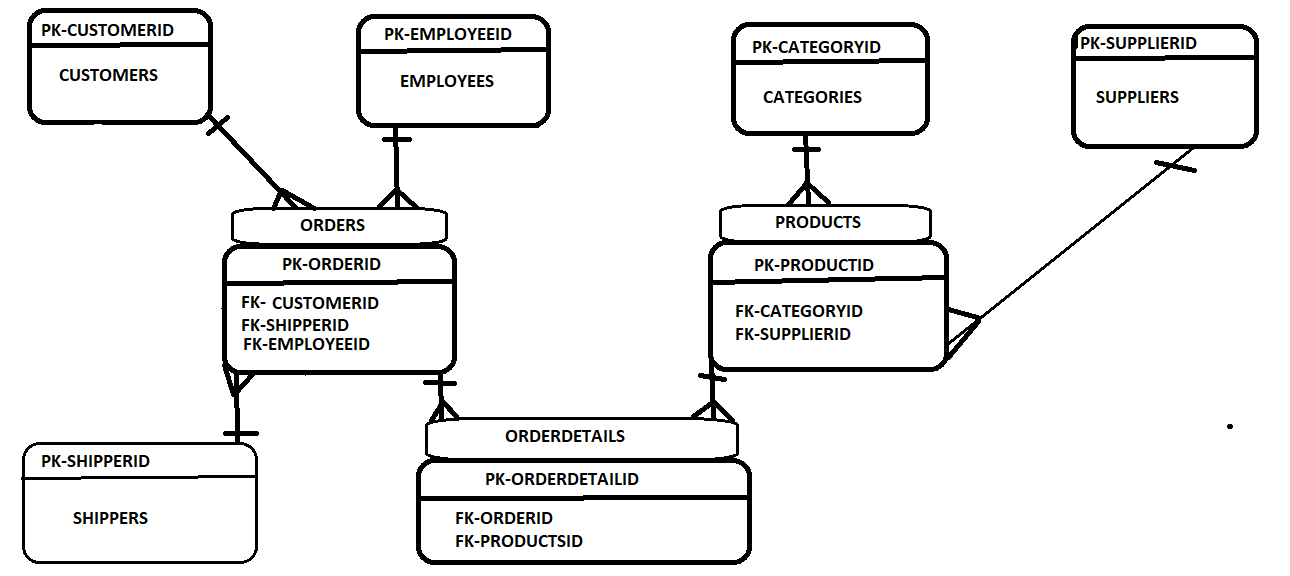 PK-CUSTOMERID
CUSTOMERS
PK-EMPLOYEEID
EMPLOYEES
PK-CATEGORYID
CATEGORIES
PK-SUPPLIERID
SUPPLIERS
ORDERS
PK-ORDERID
FK- CUSTOMERID
FK-SHIPPERID
FK-EMPLOYEEID
PRODUCTS
PK-PRODUCTID
FK-CATEGORYID
FK-SUPPLIERID
PK-SHIPPERID
SHIPPERS
ORDERDETAILS
PK-ORDERDETAILID
FK-ORDERID
FK-PRODUCTSID